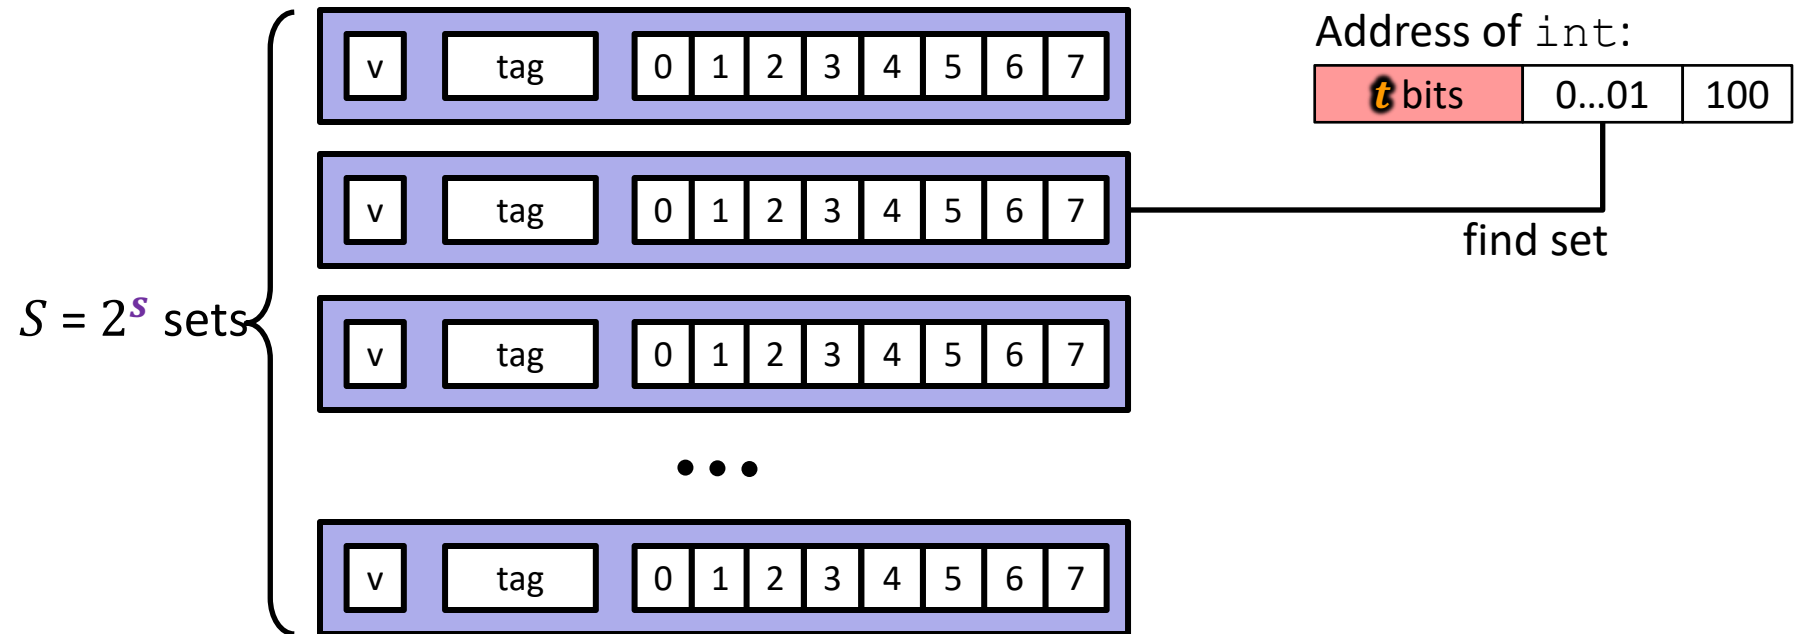 v tag 0 1 2 3 4 5 6 7
Address of int:
t bits 0...01 100
v tag 0 1 2 3 4 5 6 7
find set
S = 2^s sets
v tag 0 1 2 3 4 5 6 7
•••
v tag 0 1 2 3 4 5 6 7